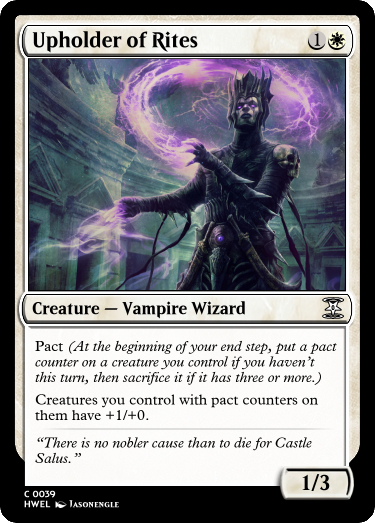 Upholder of Rites 1
Creature — Vampire Wizard
Pact (At the beginning of your end step, put a pact
counter on a creature you control if you haven't
this turn, then sacrifice it if it has three or more.)
Creatures you control with pact counters on
them have +1/+0.
“There is no nobler cause than to die for Castle
Salus.”
1/3
C 0039
HWEL Jasonengle